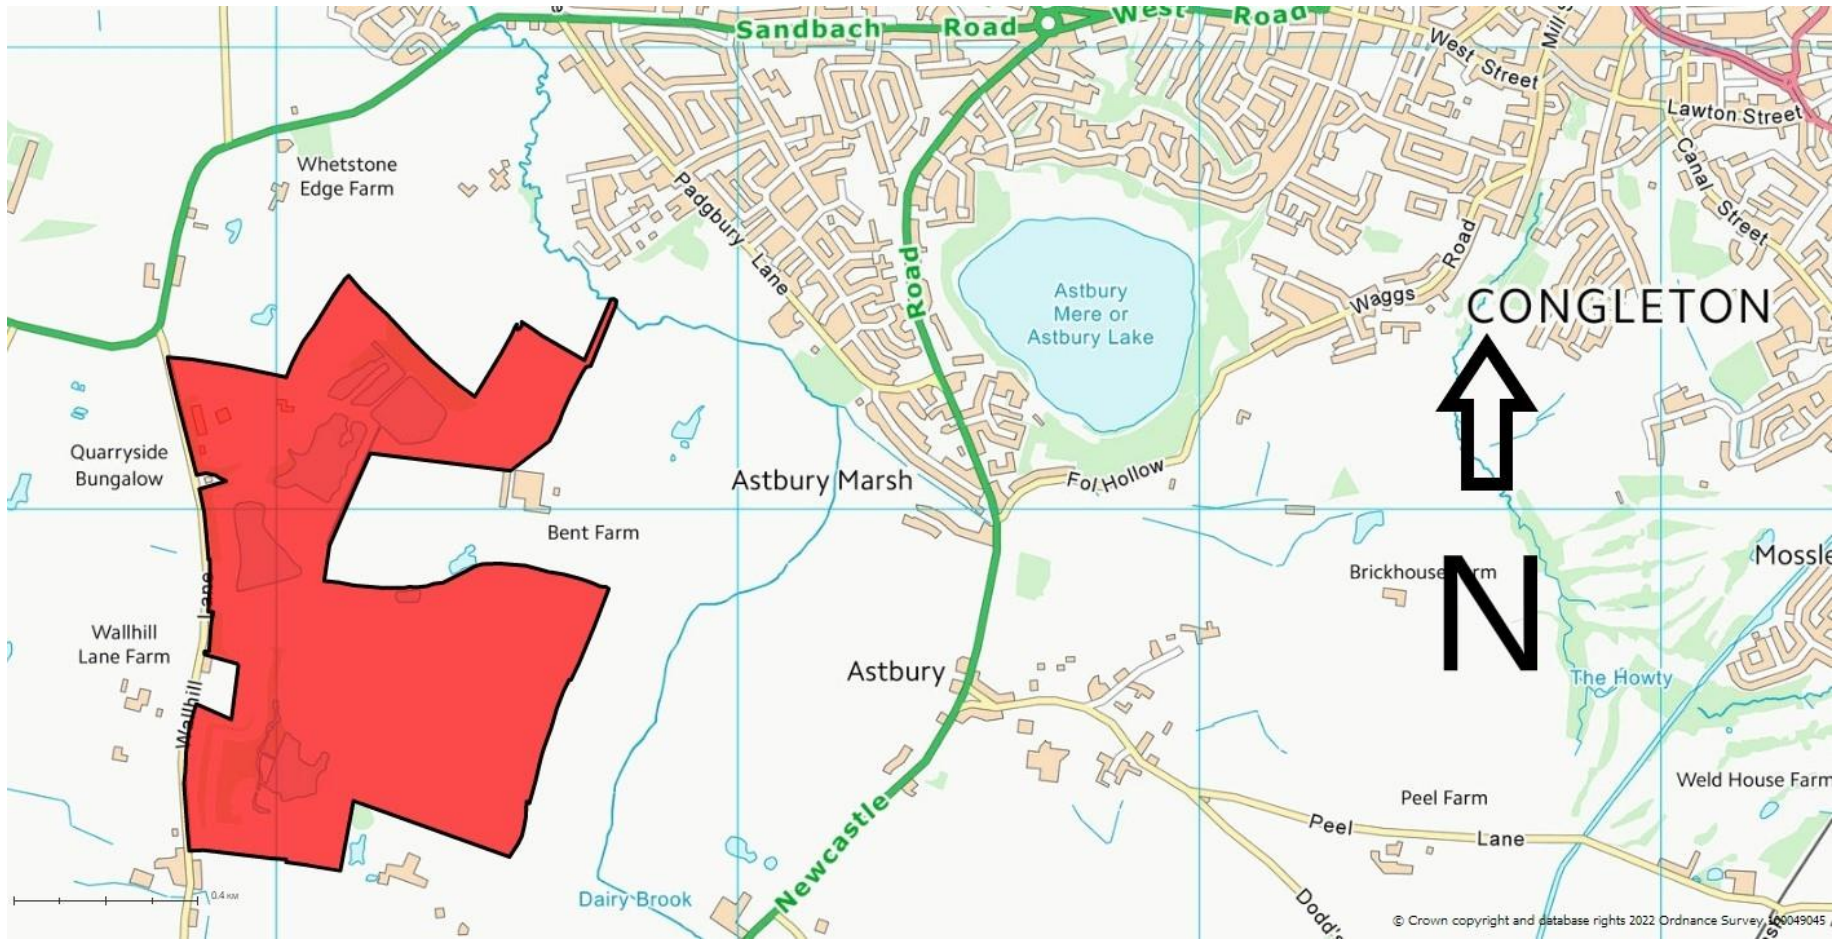 Sandbach Road
West Road
West Street
Mill
Lawton Street
Canal Street
Whetstone
Edge Farm
Padgbury Lane
Road
Astbury
Mere or
Astbury Lake
Waggs Road
CONGLETON
Quarryside
Bungalow
Astbury Marsh
Fol Hollow
Bent Farm
Brickhouse
N
Mossle
Wallhill Lane
Wallhill
Lane Farm
Astbury
The Howty
Weld House Farm
Peel Farm
Peel Lane
Newcastle
Dairy Brook
Dodd's
0.4 KM
© Crown copyright and database rights 2022 Ordnance Survey 100049045